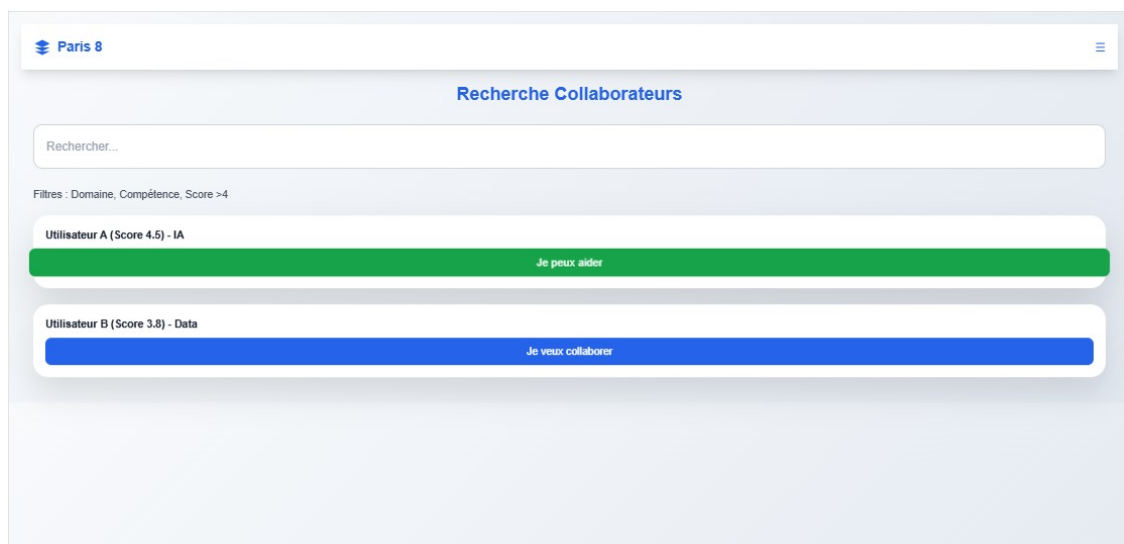 Paris 8
Recherche Collaborateurs
Rechercher...
Filtres : Domaine, Compétence, Score >4
Utilisateur A (Score 4.5) - IA
Je peux aider
Utilisateur B (Score 3.8) - Data
Je veux collaborer